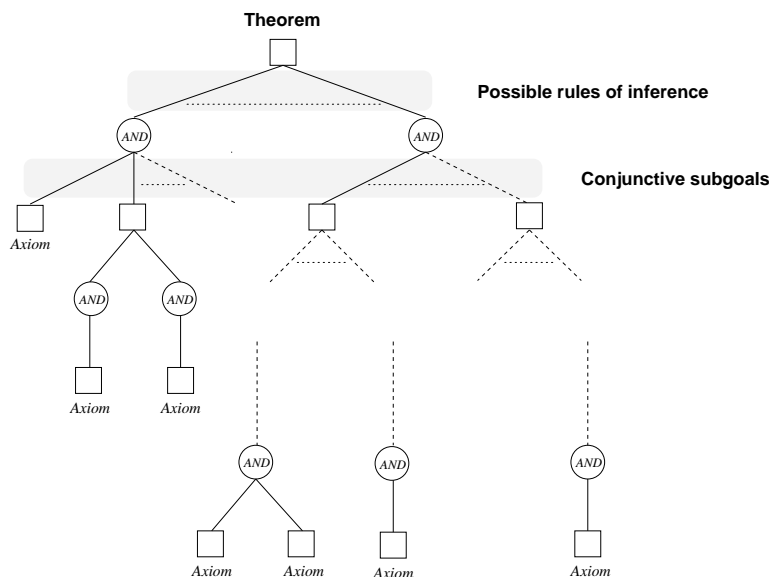 Theorem
Possible rules of inference
AND
AND
Conjunctive subgoals
Axiom
AND
AND
Axiom
Axiom
AND
AND
AND
Axiom
Axiom
Axiom
Axiom